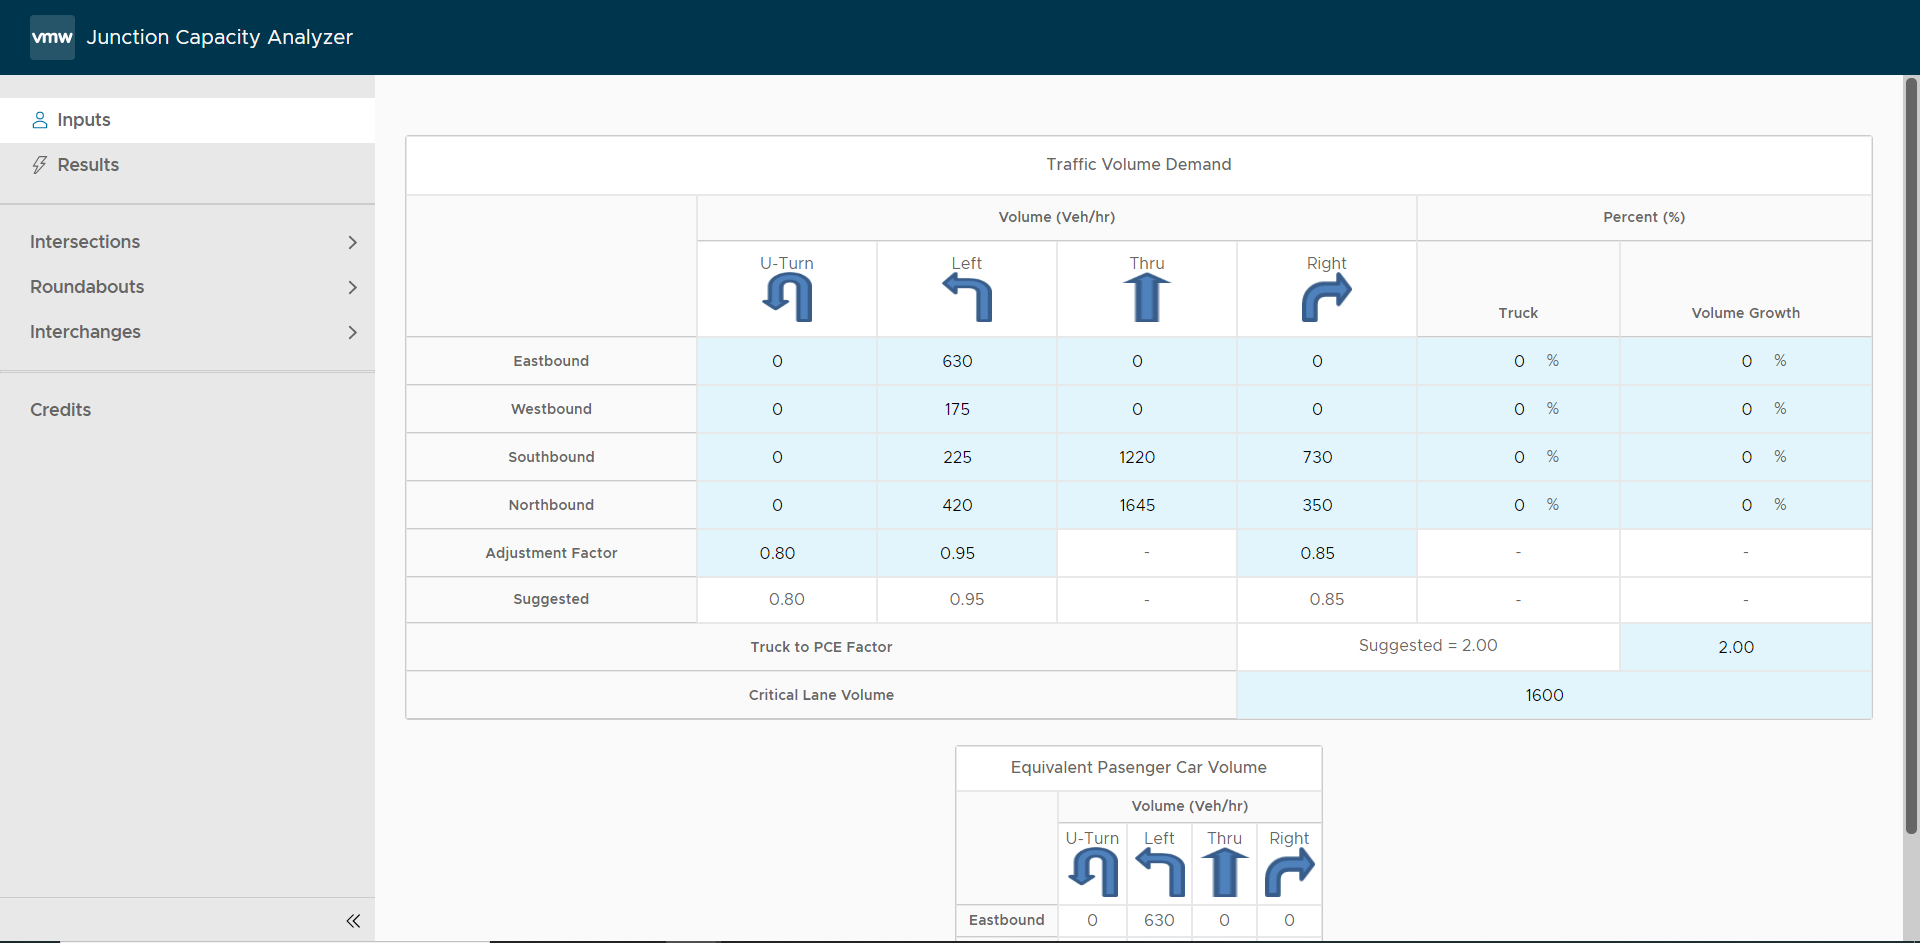 vmw Junction Capacity Analyzer
Inputs
Results
Intersections
Roundabouts
Interchanges
Credits
Traffic Volume Demand
Volume (Veh/hr) Percent (%)
U-Turn Left Thru Right Truck Volume Growth
Eastbound 0 630 0 0 0 % 0 %
Westbound 0 175 0 0 0 % 0 %
Southbound 0 225 1220 730 0 % 0 %
Northbound 0 420 1645 350 0 % 0 %
Adjustment Factor 0.80 0.95 - 0.85 - -
Suggested 0.80 0.95 - 0.85 - -
Truck to PCE Factor Suggested = 2.00 2.00
Critical Lane Volume 1600
Equivalent Pasenger Car Volume
Volume (Veh/hr)
U-Turn Left Thru Right
Eastbound 0 630 0 0